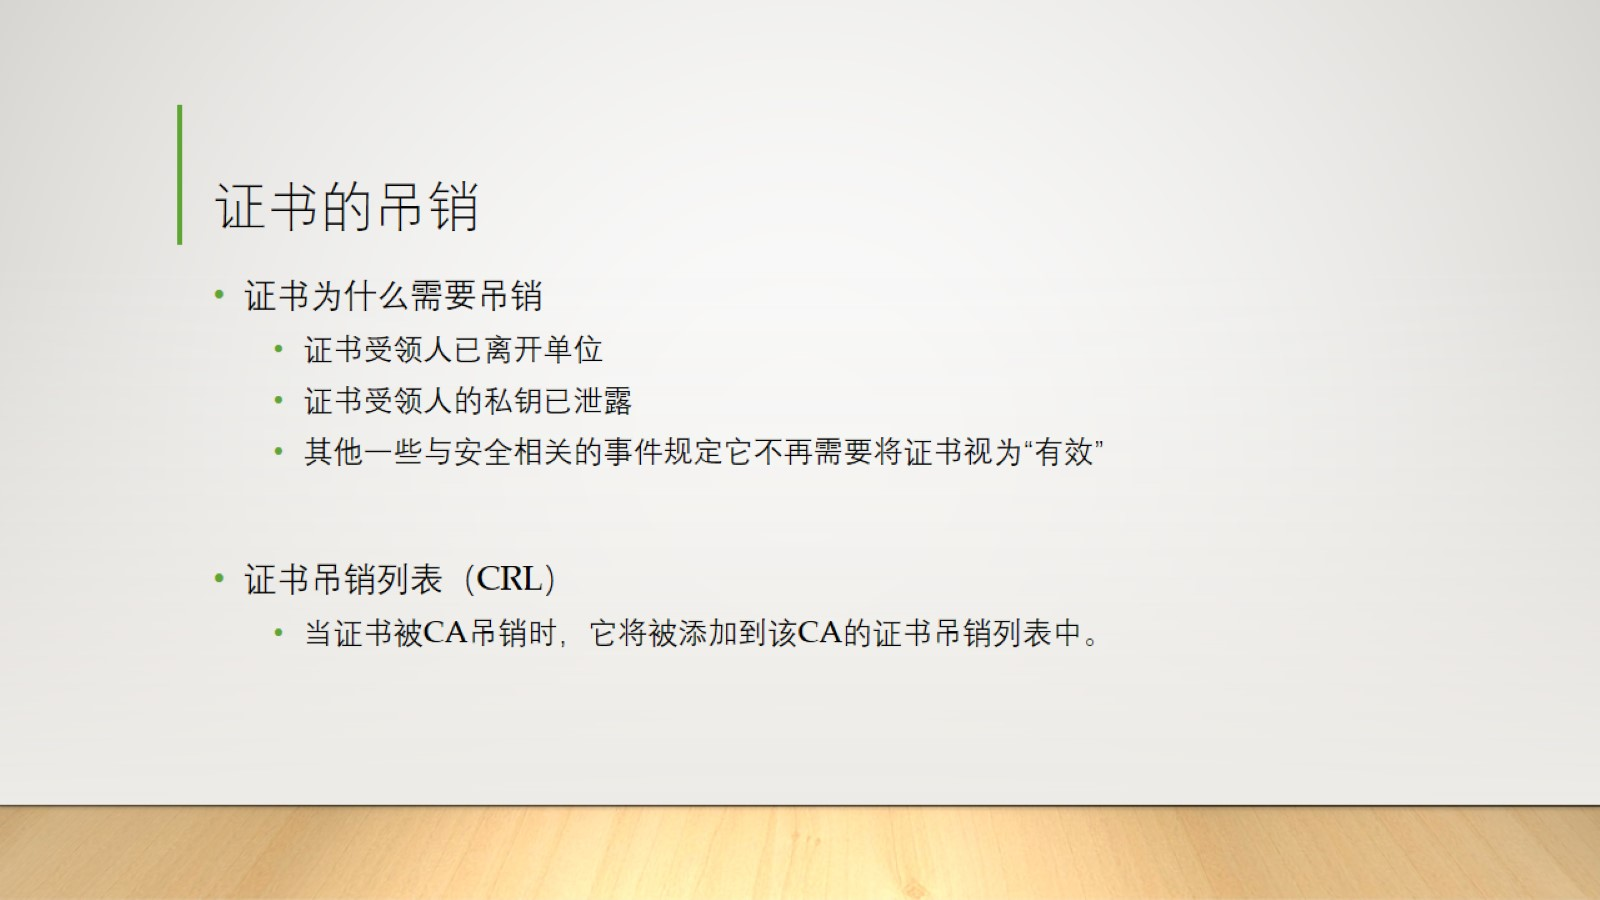 证书的吊销
证书为什么需要吊销
证书受领人已离开单位
证书受领人的私钥已泄露
其他一些与安全相关的事件规定它不再需要将证书视为“有效”
证书吊销列表（CRL）
当证书被CA吊销时，它将被添加到该CA的证书吊销列表中。